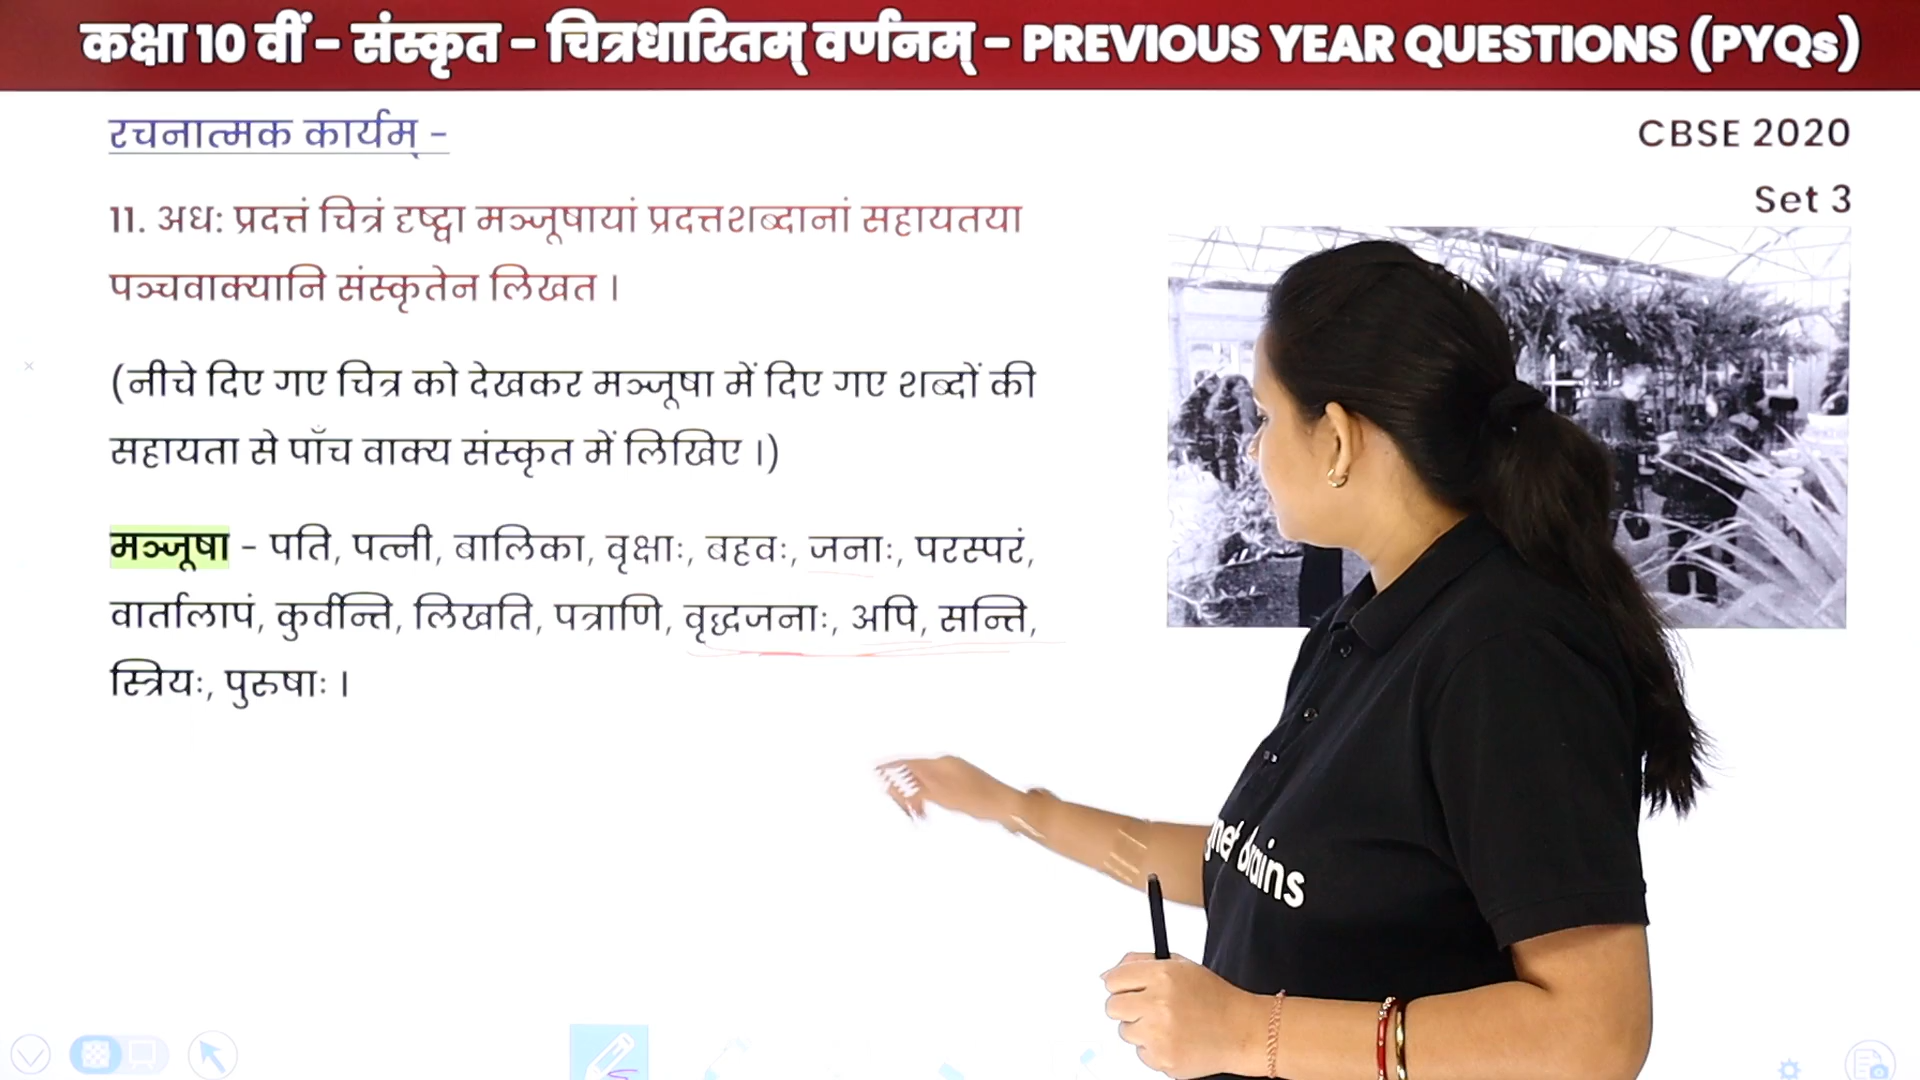 कक्षा 10 वीं - संस्कृत - चित्रधारितम् वर्णनम् - PREVIOUS YEAR QUESTIONS (PYQs)
रचनात्मक कार्यम् -
CBSE 2020
Set 3
11. अध: प्रदत्तं चित्रं दृष्ट्वा मञ्जूषायां प्रदत्तशब्दानां सहायतया
पञ्चवाक्यानि संस्कृतेन लिखत ।
(नीचे दिए गए चित्र को देखकर मञ्जूषा में दिए गए शब्दों की
सहायता से पाँच वाक्य संस्कृत में लिखिए ।)
मञ्जूषा - पति, पत्नी, बालिका, वृक्षाः, बहवः, जनाः, परस्परं,
वार्तालापं, कुर्वन्ति, लिखति, पत्राणि, वृद्धजनाः, अपि, सन्ति,
स्त्रियः, पुरुषाः ।